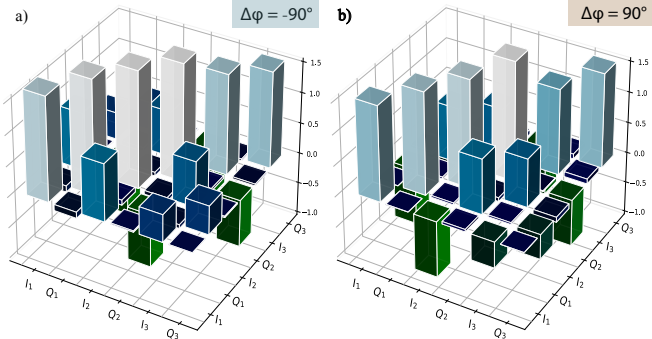 a)
Δφ = -90°
1.5
1.0
0.5
0.0
−0.5
−1.0
I1
Q1
I2
Q2
I3
Q3
I1
Q1
I2
Q2
I3
Q3
b)
Δφ = 90°
1.5
1.0
0.5
0.0
−0.5
−1.0
I1
Q1
I2
Q2
I3
Q3
I1
Q1
I2
Q2
I3
Q3